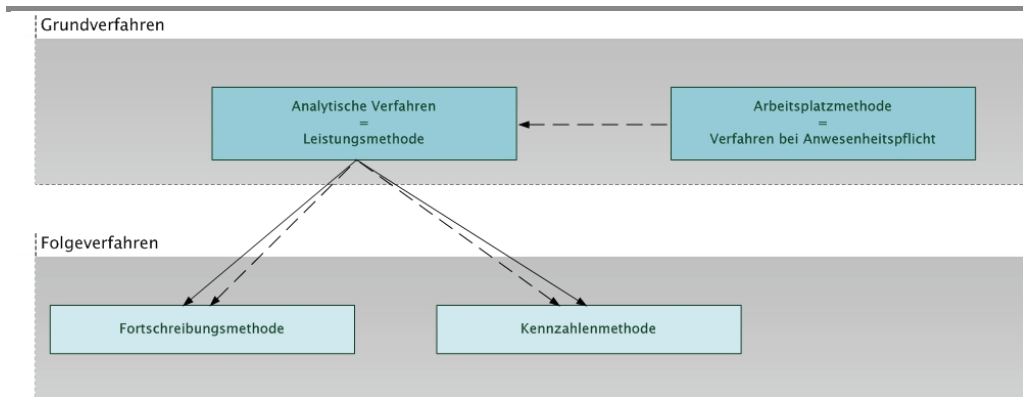 Grundverfahren
Analytische Verfahren
=
Leistungsmethode
Arbeitsplatzmethode
=
Verfahren bei Anwesenheitspflicht
Folgeverfahren
Fortschreibungsmethode
Kennzahlenmethode